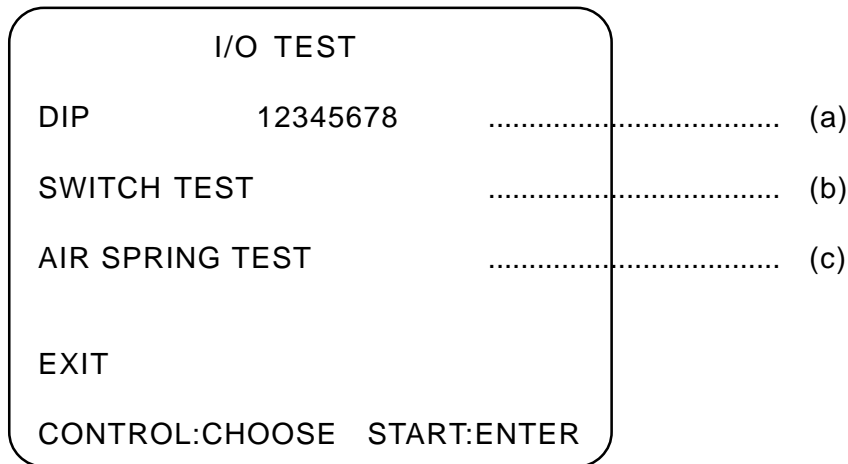 I/O TEST
DIP 12345678 .............................. (a)
SWITCH TEST .............................. (b)
AIR SPRING TEST .............................. (c)
EXIT
CONTROL:CHOOSE START:ENTER